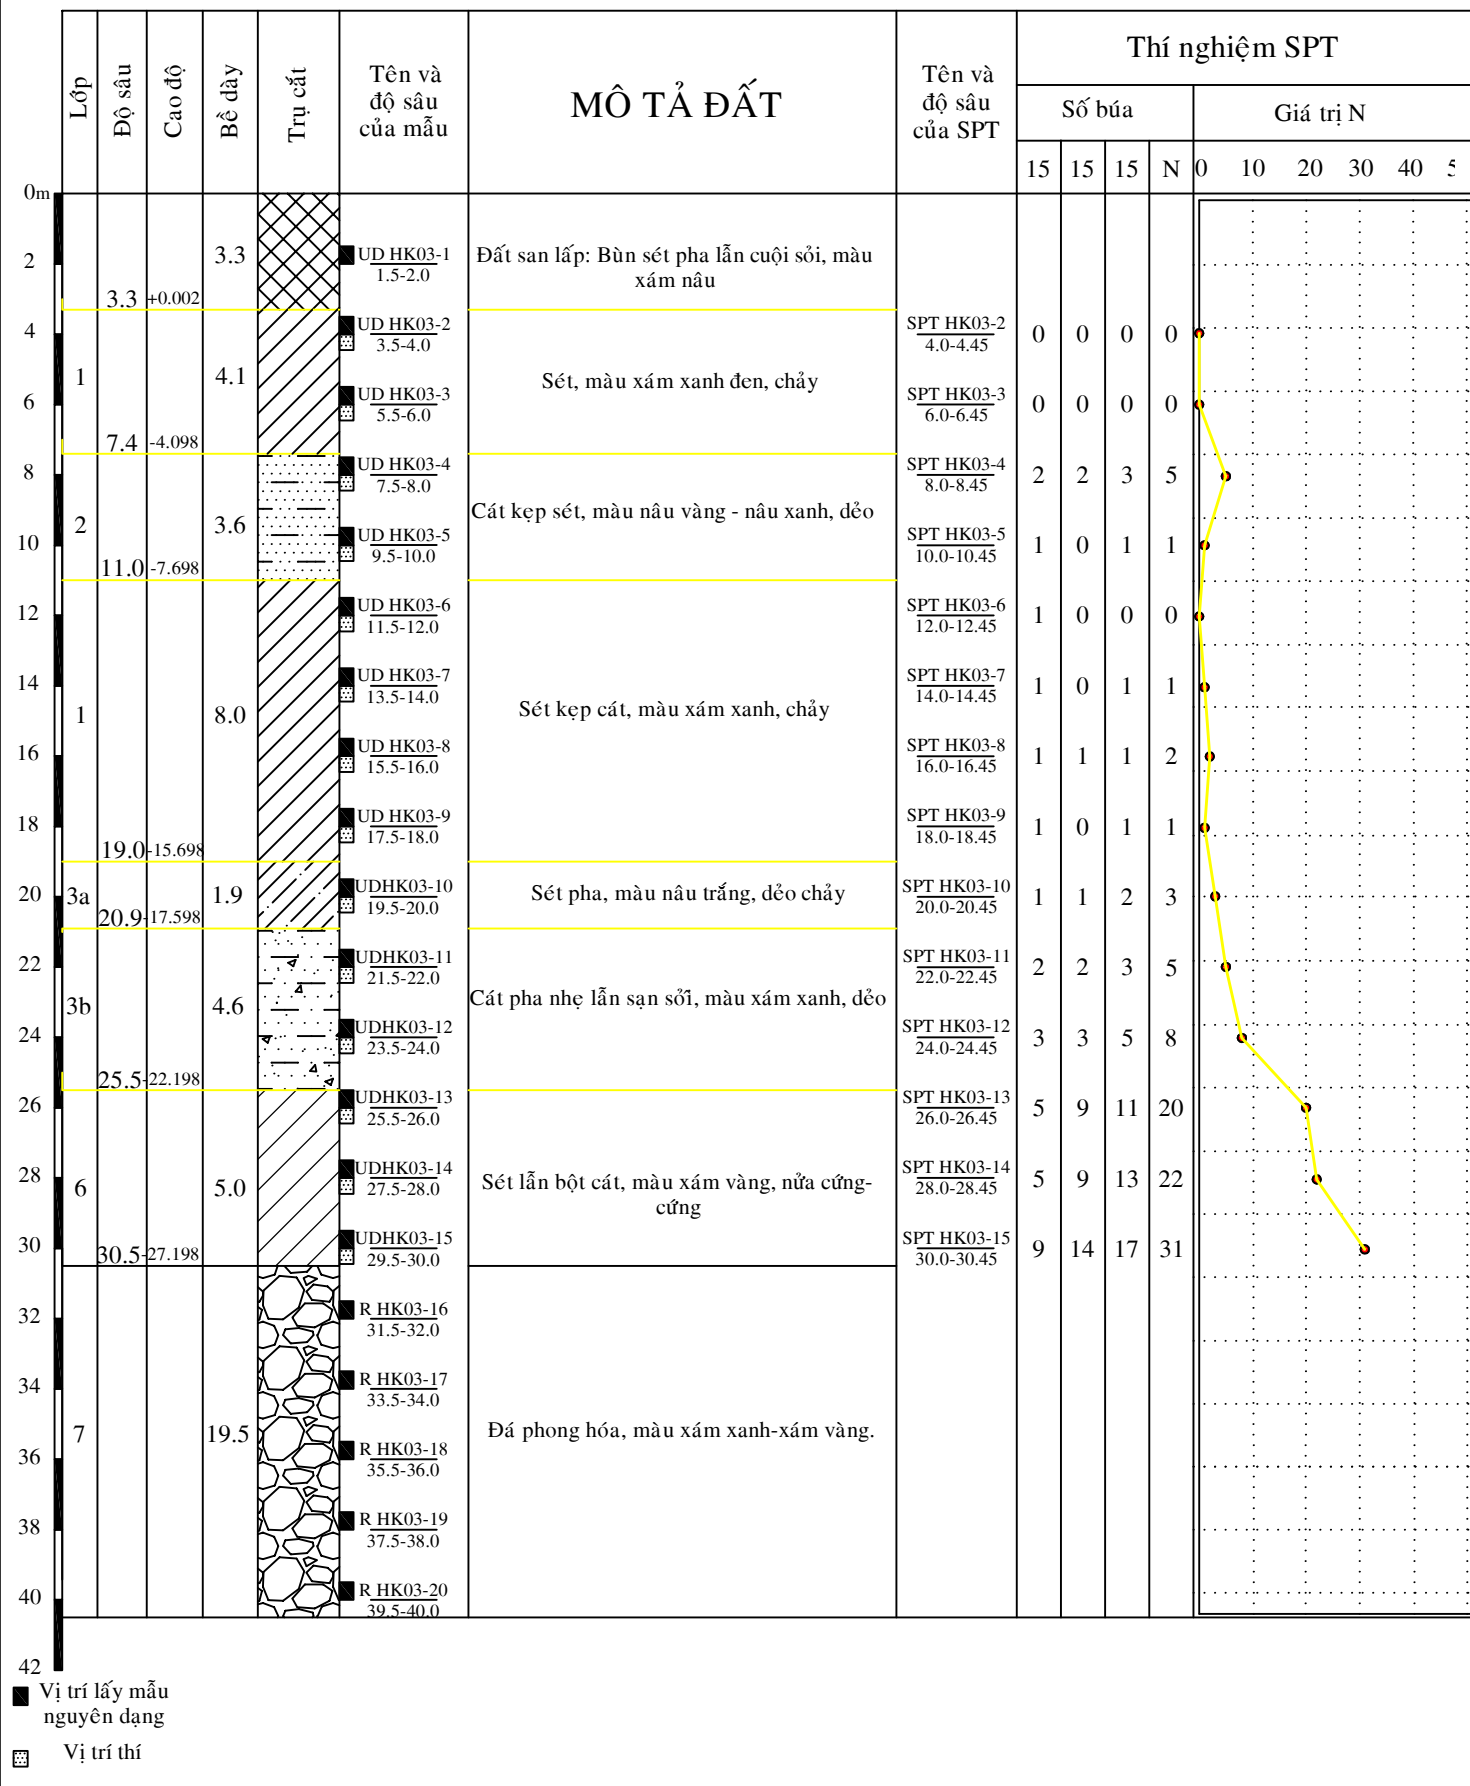 Thí nghiệm SPT
Lớp
Độ sâu
Cao độ
Bề dày
Trụ cắt
Tên và
độ sâu
của mẫu
MÔ TẢ ĐẤT
Tên và
độ sâu
của SPT
Số búa
Giá trị N
15 15 15 N 0 10 20 30 40
0m
3.3 UD HK03-1 Đất san lấp: Bùn sét pha lẫn cuội sỏi, màu
2 1.5-2.0 xám nâu
3.3 +0.002
UD HK03-2 SPT HK03-2
4 3.5-4.0 4.0-4.45 0 0 0 0
1 4.1 Sét, màu xám xanh đen, chảy
UD HK03-3 SPT HK03-3
6 5.5-6.0 6.0-6.45 0 0 0 0
7.4 -4.098
UD HK03-4 SPT HK03-4
8 7.5-8.0 8.0-8.45 2 2 3 5
2 3.6 Cát kẹp sét, màu nâu vàng - nâu xanh, dẻo
UD HK03-5 SPT HK03-5
10 9.5-10.0 10.0-10.45 1 0 1 1
11.0 -7.698
UD HK03-6 SPT HK03-6
12 11.5-12.0 12.0-12.45 1 0 0 0
UD HK03-7 SPT HK03-7
14 13.5-14.0 14.0-14.45 1 0 1 1
1 8.0 Sét kẹp cát, màu xám xanh, chảy
UD HK03-8 SPT HK03-8
16 15.5-16.0 16.0-16.45 1 1 1 2
UD HK03-9 SPT HK03-9
18 17.5-18.0 18.0-18.45 1 0 1 1
19.0 -15.698
3a 1.9 UDHK03-10 Sét pha, màu nâu trắng, dẻo chảy SPT HK03-10
20 19.5-20.0 20.0-20.45 1 1 2 3
20.9 -17.598
UDHK03-11 SPT HK03-11
22 21.5-22.0 22.0-22.45 2 2 3 5
3b 4.6 Cát pha nhẹ lẫn sạn sỏi, màu xám xanh, dẻo
UDHK03-12 SPT HK03-12
24 23.5-24.0 24.0-24.45 3 3 5 8
25.5 -22.198
UDHK03-13 SPT HK03-13
26 25.5-26.0 26.0-26.45 5 9 11 20
UDHK03-14 SPT HK03-14
28 27.5-28.0 28.0-28.45 5 9 13 22
6 5.0 Sét lẫn bột cát, màu xám vàng, nửa cứng-
cứng
UDHK03-15 SPT HK03-15
30 29.5-30.0 30.0-30.45 9 14 17 31
30.5 -27.198
R HK03-16
32 31.5-32.0
R HK03-17
34 33.5-34.0
7 19.5 Đá phong hóa, màu xám xanh-xám vàng.
R HK03-18
36 35.5-36.0
R HK03-19
38 37.5-38.0
R HK03-20
40 39.5-40.0
42
Vị trí lấy mẫu
nguyên dạng
Vị trí thí